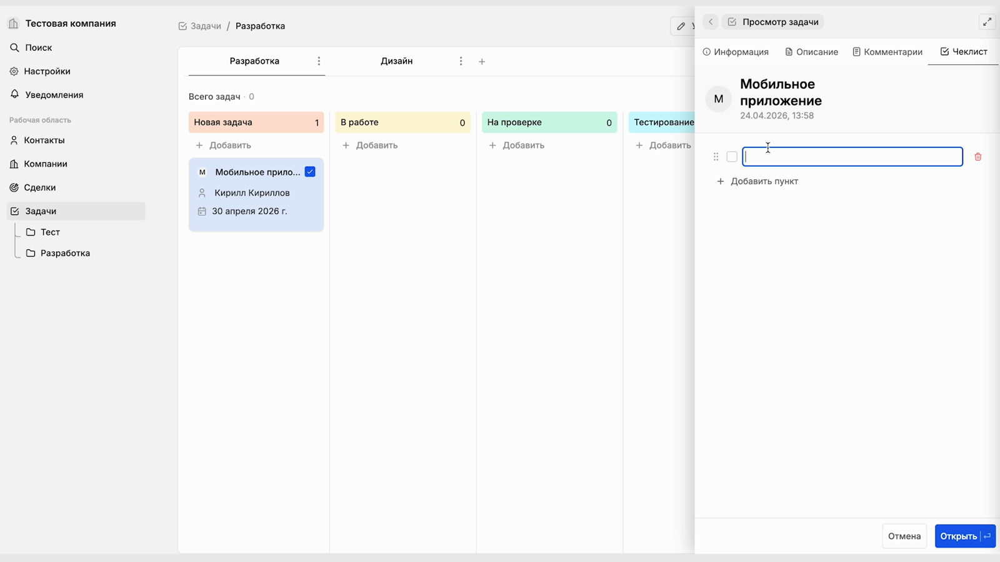 Тестовая компания
Поиск
Настройки
Уведомления
Рабочая область
Контакты
Компании
Сделки
Задачи
Тест
Разработка
Задачи / Разработка
Разработка
Дизайн
Всего задач · 0
Новая задача 1
Добавить
М Мобильное прило...
Кирилл Кириллов
30 апреля 2026 г.
В работе 0
Добавить
На проверке 0
Добавить
Тестирование
Добавить
Просмотр задачи
Информация
Описание
Комментарии
Чеклист
М
Мобильное
приложение
24.04.2026, 13:58
Добавить пункт
Отмена
Открыть